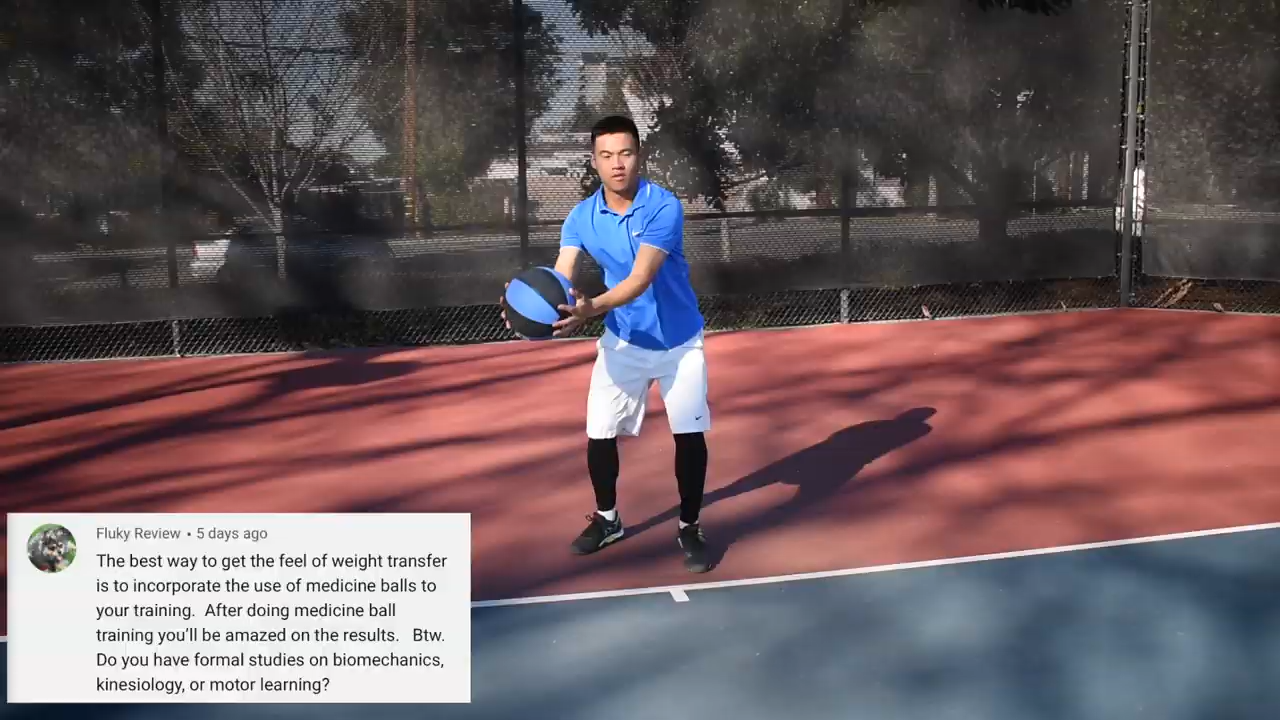 Fluky Review • 5 days ago
The best way to get the feel of weight transfer
is to incorporate the use of medicine balls to
your training.  After doing medicine ball
training you'll be amazed on the results.   Btw.
Do you have formal studies on biomechanics,
kinesiology, or motor learning?